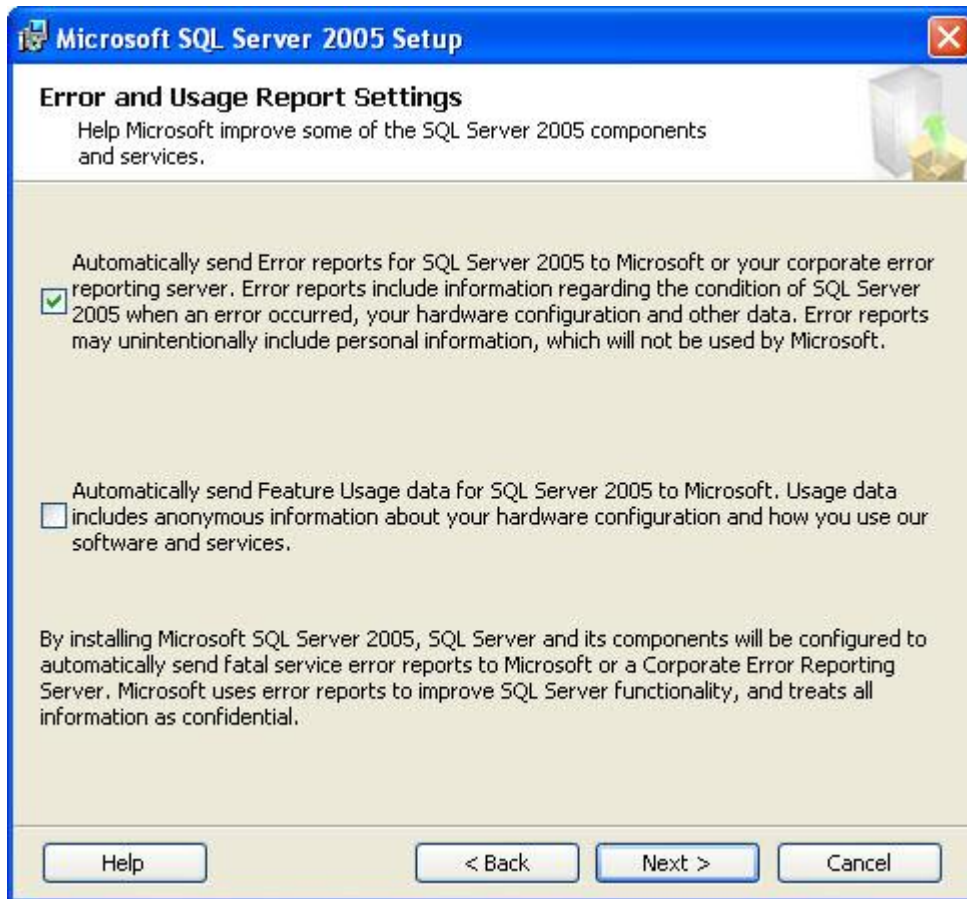 Microsoft SQL Server 2005 Setup
Error and Usage Report Settings
Help Microsoft improve some of the SQL Server 2005 components
and services.
Automatically send Error reports for SQL Server 2005 to Microsoft or your corporate error
reporting server. Error reports include information regarding the condition of SQL Server
2005 when an error occurred, your hardware configuration and other data. Error reports
may unintentionally include personal information, which will not be used by Microsoft.
Automatically send Feature Usage data for SQL Server 2005 to Microsoft. Usage data
includes anonymous information about your hardware configuration and how you use our
software and services.
By installing Microsoft SQL Server 2005, SQL Server and its components will be configured to
automatically send fatal service error reports to Microsoft or a Corporate Error Reporting
Server. Microsoft uses error reports to improve SQL Server functionality, and treats all
information as confidential.
Help
< Back
Next >
Cancel